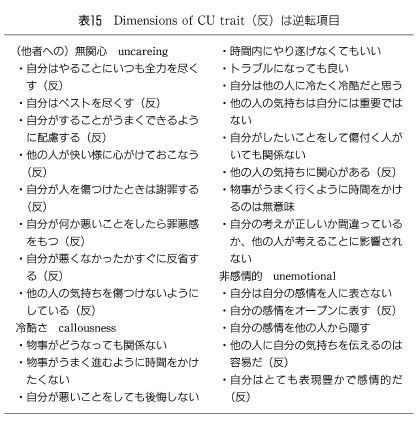 表15　Dimensions of CU trait（反）は逆転項目
（他者への）無関心　uncareing
・自分はやることにいつも全力を尽く
す（反）
・自分はベストを尽くす（反）
・自分がすることがうまくできるよう
に配慮する（反）
・他の人が快い様に心がけておこなう
（反）
・自分が人を傷つけたときは謝罪する
（反）
・自分が何か悪いことをしたら罪悪感
をもつ（反）
・自分が悪くなかったかすぐに反省す
る（反）
・他の人の気持ちを傷つけないように
している（反）
冷酷さ　callousness
・物事がどうなっても関係ない
・物事がうまく進むように時間をかけ
たくない
・自分が悪いことをしても後悔しない
・時間内にやり遂げなくてもいい
・トラブルになっても良い
・自分は他の人に冷たく冷酷だと思う
・他の人の気持ちは自分には重要では
ない
・自分がしたいことをして傷付く人が
いても関係ない
・他の人の気持ちに関心がある（反）
・物事がうまく行くように時間をかけ
るのは無意味
・自分の考えが正しいか間違っている
か、他の人が考えることに影響され
ない
非感情的　unemotional
・自分は自分の感情を人に表さない
・自分の感情をオープンに表す（反）
・自分の感情を他の人から隠す
・他の人に自分の気持ちを伝えるのは
容易だ（反）
・自分はとても表現豊かで感情的だ
（反）